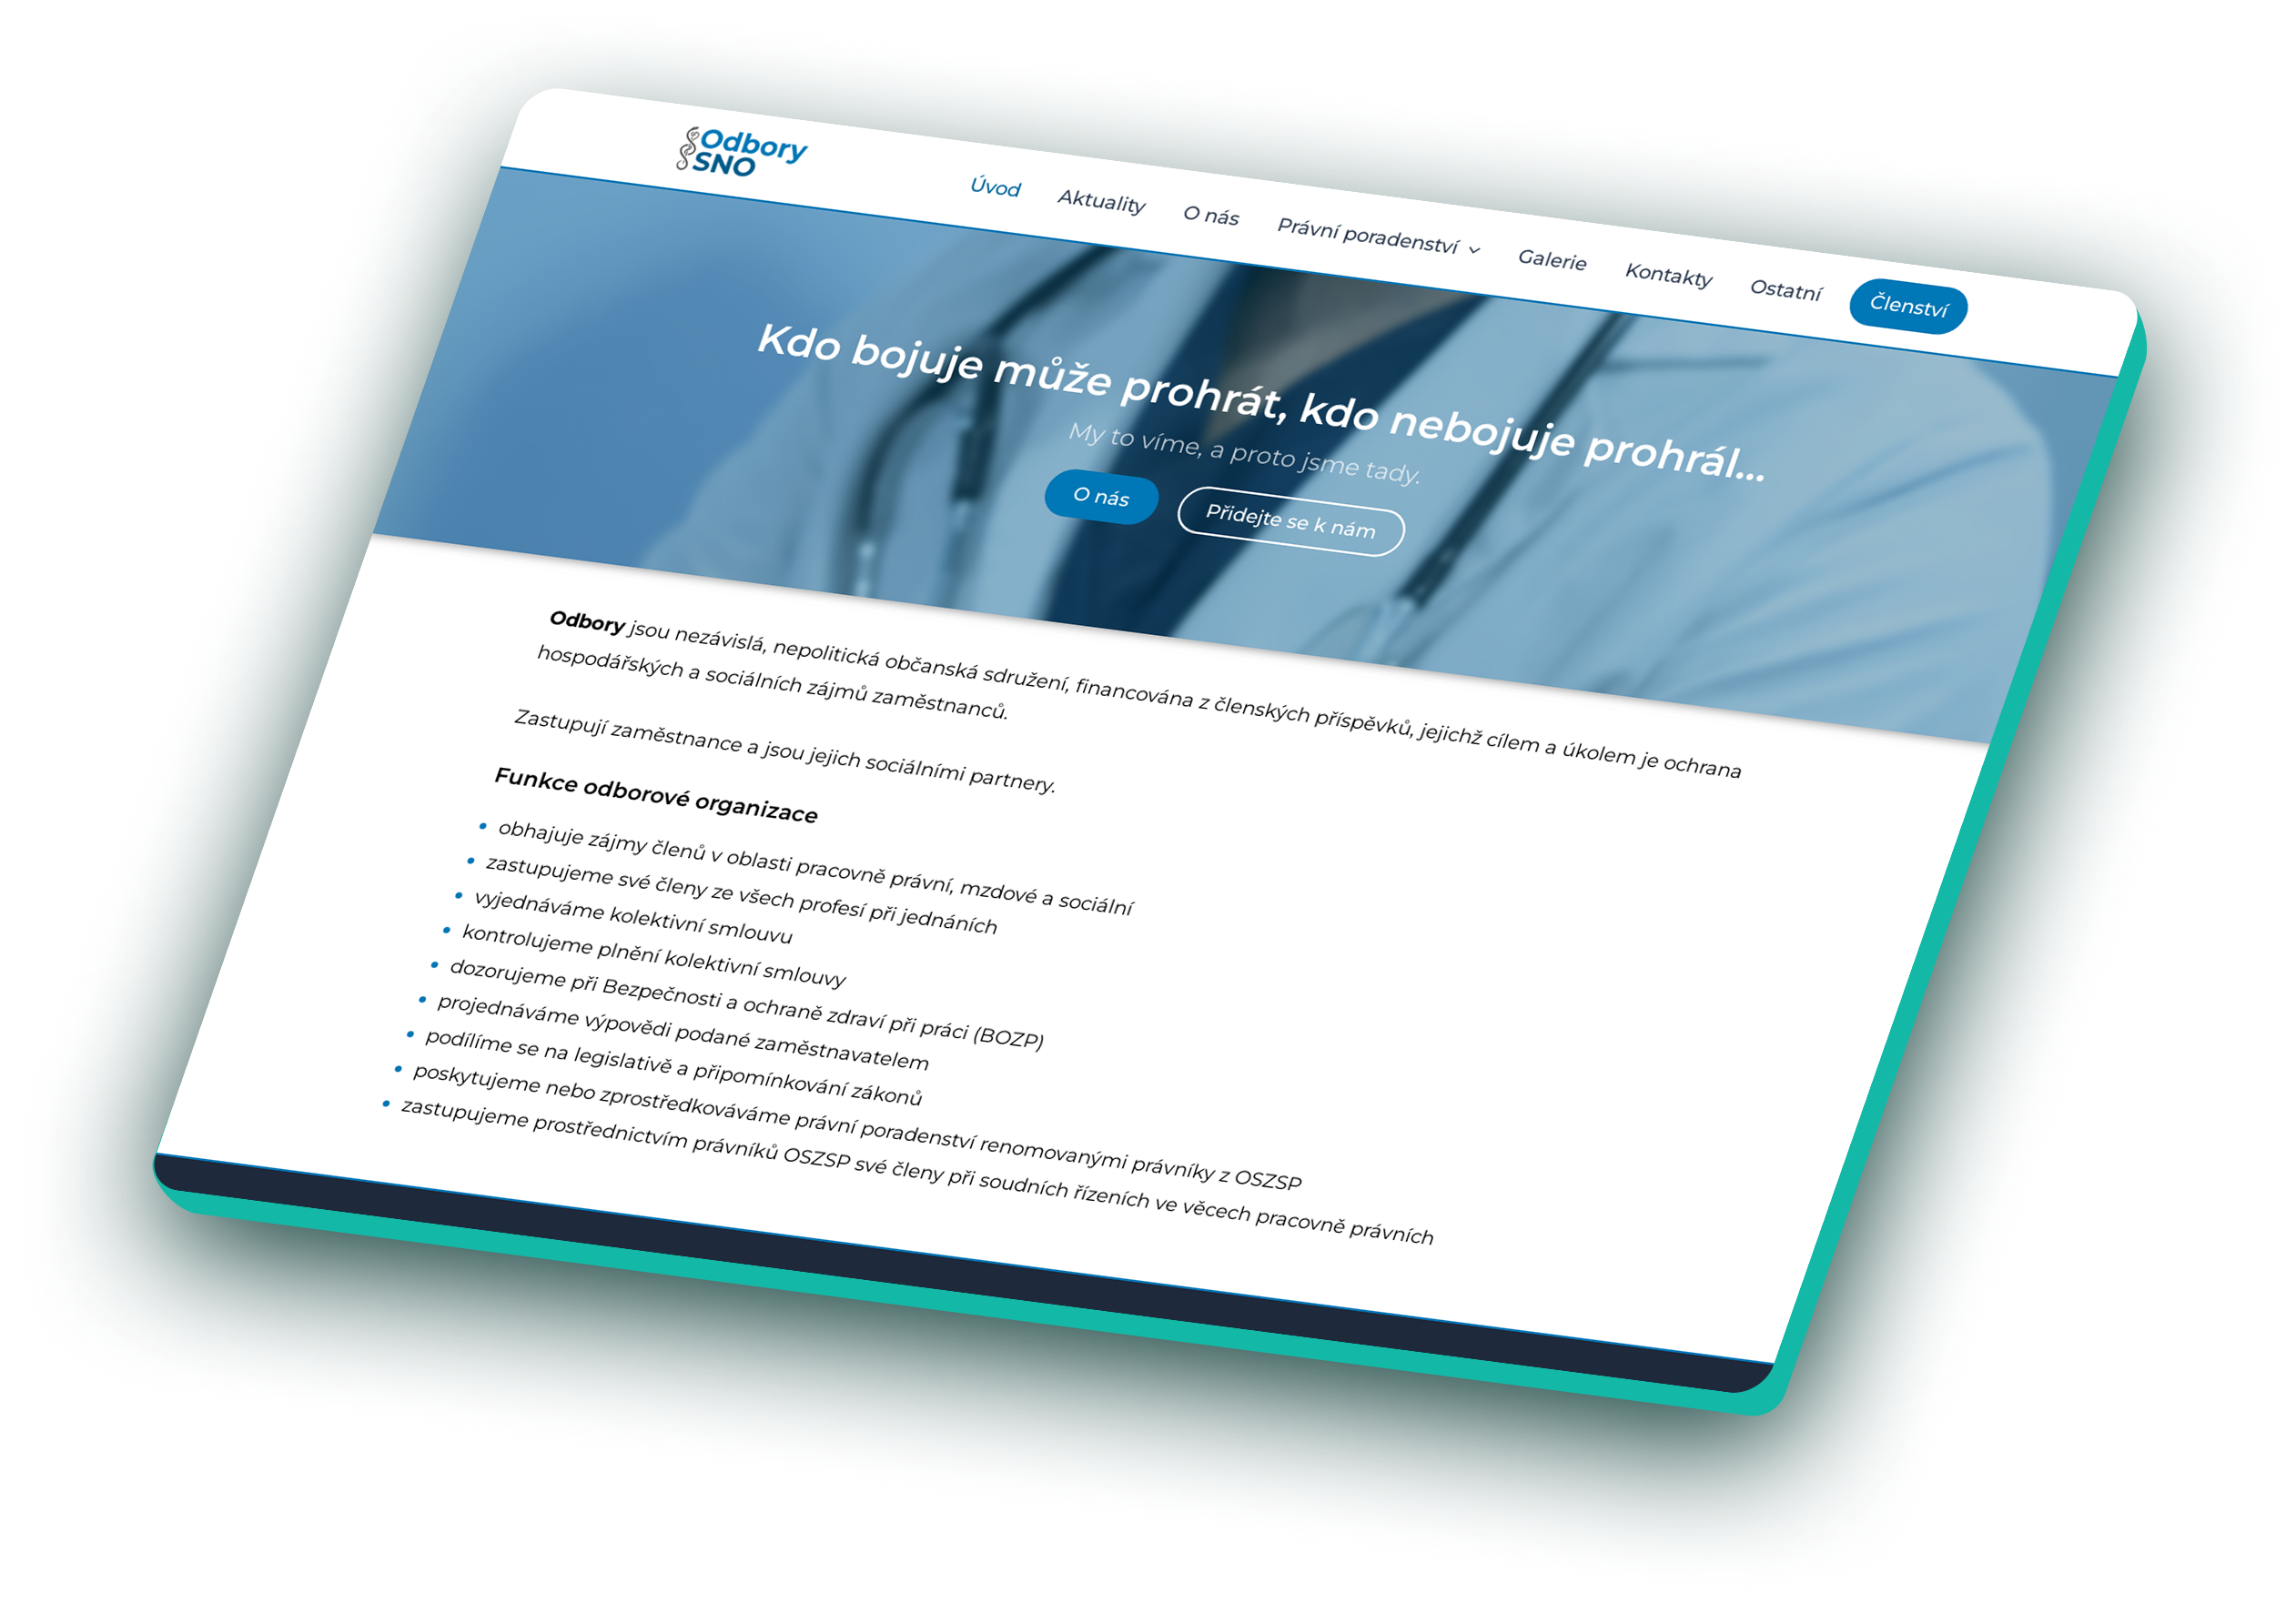 Odbory
SNO
Úvod
Aktuality
O nás
Právní poradenství
Galerie
Kontakty
Ostatní
Členství
Kdo bojuje může prohrát, kdo nebojuje prohrál...
My to víme, a proto jsme tady.
O nás
Přidejte se k nám
Odbory jsou nezávislá, nepolitická občanská sdružení, financována z členských příspěvků, jejichž cílem a úkolem je ochrana
hospodářských a sociálních zájmů zaměstnanců.
Zastupují zaměstnance a jsou jejich sociálními partnery.
Funkce odborové organizace
• obhajuje zájmy členů v oblasti pracovně právní, mzdové a sociální
• zastupujeme své členy ze všech profesí při jednáních
• vyjednáváme kolektivní smlouvu
• kontrolujeme plnění kolektivní smlouvy
• dozorujeme při Bezpečnosti a ochraně zdraví při práci (BOZP)
• projednáváme výpovědi podané zaměstnavatelem
• podílíme se na legislativě a připomínkování zákonů
• poskytujeme nebo zprostředkováváme právní poradenství renomovanými právníky z OSZSP
• zastupujeme prostřednictvím právníků OSZSP své členy při soudních řízeních ve věcech pracovně právních